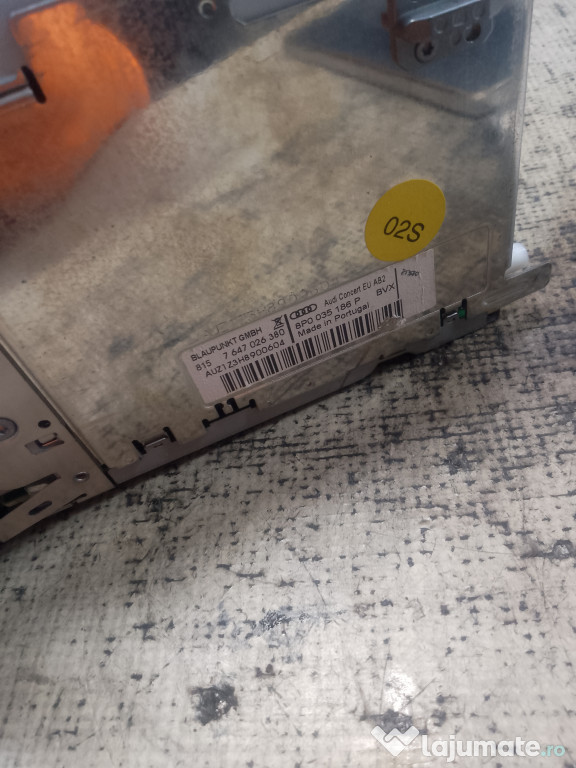 02S
BLAUPUNKT GMBH
815 7 647 026 380
AUZ1Z3H8900604
Audi Concert EU AB2
8P0 035 186 P BVX
Made in Portugal
lajumate.ro